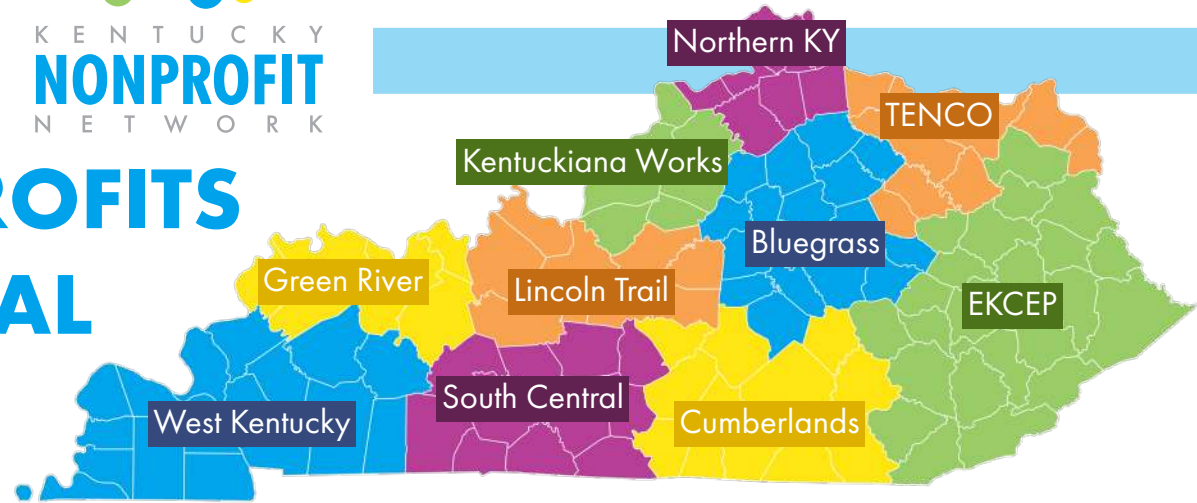 KENTUCKY
NONPROFIT
NETWORK
ROFITS
AL
Northern KY
TENCO
Kentuckiana Works
Bluegrass
Green River
Lincoln Trail
EKCEP
South Central
West Kentucky
Cumberlands